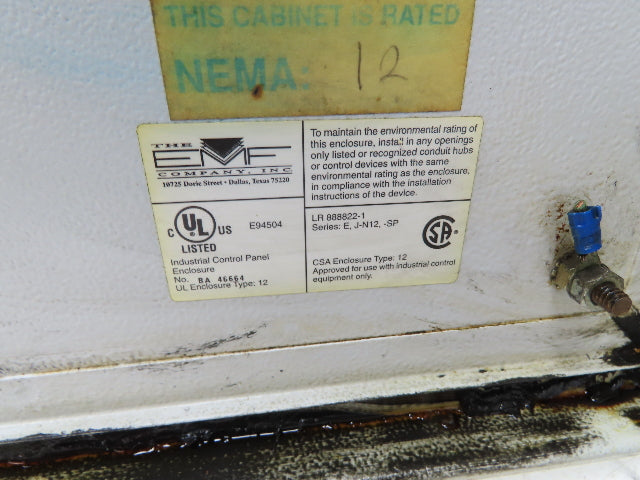 THIS CABINET IS RATED
NEMA: 12
THE
EMF
COMPANY, INC
10725 Doric Street • Dallas, Texas 75220
To maintain the environmental rating of
this enclosure, install in any openings
only listed or recognized conduit hubs
or control devices with the same
environmental rating as the enclosure,
in compliance with the installation
instructions of the device.
C UL US E94504
LISTED
Industrial Control Panel
Enclosure
No. BA 46664
UL Enclosure Type: 12
LR 888822-1
Series: E, J-N12, -SP
SA
CSA Enclosure Type: 12
Approved for use with industrial control
equipment only.